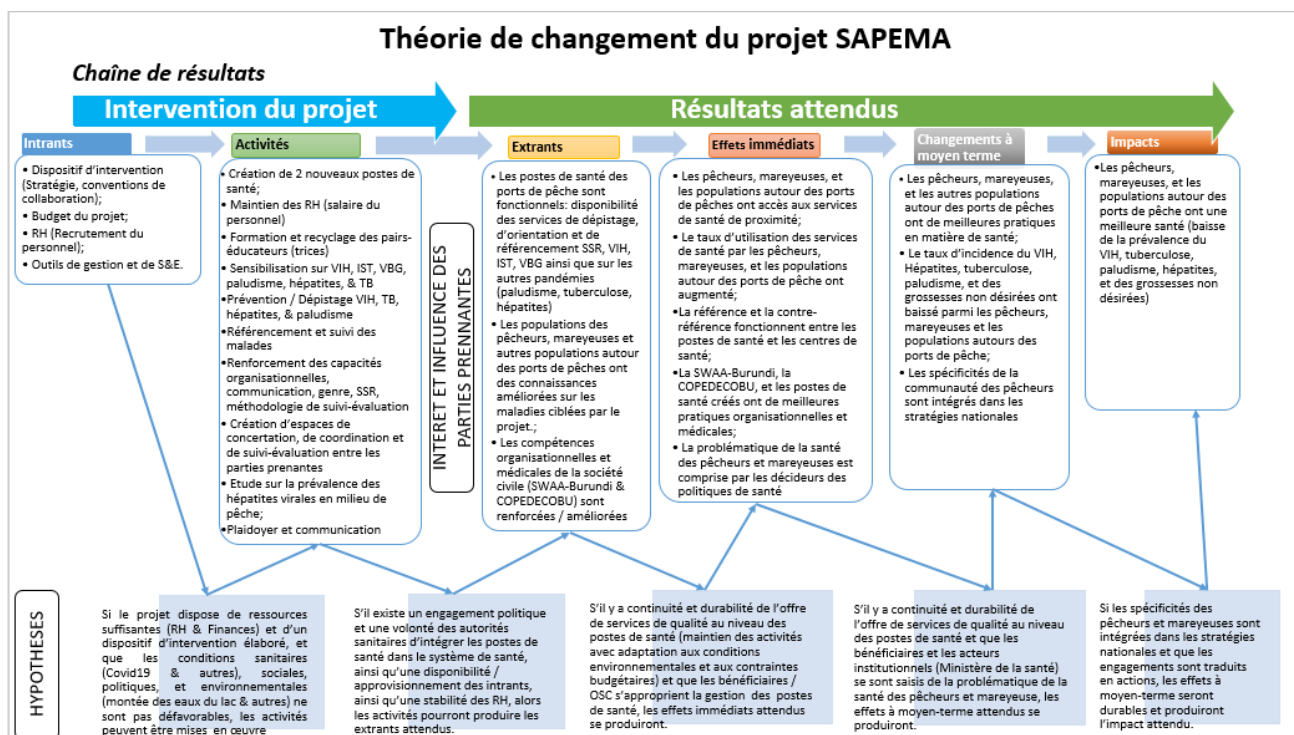 Théorie de changement du projet SAPEMA
Chaîne de résultats
Intervention du projet
Résultats attendus
Intrants
• Dispositif d'intervention
(Stratégie, conventions de
collaboration);
• Budget du projet;
• RH (Recrutement du
personnel);
• Outils de gestion et de S&E.
Activités
• Création de 2 nouveaux postes de
santé;
• Maintien des RH (salaire du
personnel)
• Formation et recyclage des pairs-
éducateurs (trices)
• Sensibilisation sur VIH, IST, VBG,
paludisme, hépatites, & TB
•Prévention / Dépistage VIH, TB,
hépatites, & paludisme
•Référencement et suivi des
malades
•Renforcement des capacités
organisationnelles,
communication, genre, SSR,
méthodologie de suivi-évaluation
• Création d'espaces de
concertation, de coordination et
de suivi-évaluation entre les
parties prenantes
• Etude sur la prévalence des
hépatites virales en milieu de
pêche;
•Plaidoyer et communication
INTERET ET INFLUENCE DES
PARTIES PRENNANTES
Extrants
• Les postes de santé des
ports de pêche sont
fonctionnels: disponibilité
des services de dépistage,
d'orientation et de
référencement SSR, VIH,
IST, VBG ainsi que sur les
autres pandémies
(paludisme, tuberculose,
hépatites)
• Les populations des
pêcheurs, mareyeuses et
autres populations autour
des ports de pêches ont
des connaissances
améliorées sur les
maladies ciblées par le
projet.;
• Les compétences
organisationnelles et
médicales de la société
civile (SWAA-Burundi &
COPEDECOBU) sont
renforcées / améliorées
Effets immédiats
• Les pêcheurs, mareyeuses, et
les populations autour des ports
de pêches ont accès aux services
de santé de proximité;
• Le taux d'utilisation des services
de santé par les pêcheurs,
mareyeuses, et les populations
autour des ports de pêche ont
augmenté;
•La référence et la contre-
référence fonctionnent entre les
postes de santé et les centres de
santé;
•La SWAA-Burundi, la
COPEDECOBU, et les postes de
santé créés ont de meilleures
pratiques organisationnelles et
médicales;
• La problématique de la santé
des pêcheurs et mareyeuses est
comprise par les décideurs des
politiques de santé
Changements à
moyen terme
• Les pêcheurs, mareyeuses,
et les autres populations
autour des ports de pêches
ont de meilleures pratiques
en matière de santé;
• Le taux d'incidence du VIH,
Hépatites, tuberculose,
paludisme, et des
grossesses non désirées ont
baissé parmi les pêcheurs,
mareyeuses et les
populations autours des
ports de pêche;
• Les spécificités de la
communauté des pêcheurs
sont intégrés dans les
stratégies nationales
Impacts
•Les pêcheurs,
mareyeuses, et les
populations autour des
ports de pêche ont une
meilleure santé (baisse
de la prévalence du
VIH, tuberculose,
paludisme, hépatites,
et des grossesses non
désirées)
HYPOTHESES
Si le projet dispose de ressources
suffisantes (RH & Finances) et d'un
dispositif d'intervention élaboré, et
que les conditions sanitaires
(Covid19 & autres), sociales,
politiques, et environnementales
(montée des eaux du lac & autres) ne
sont pas défavorables, les activités
peuvent être mises en œuvre
S'il existe un engagement politique
et une volonté des autorités
sanitaires d'intégrer les postes de
santé dans le système de santé,
ainsi qu'une disponibilité /
approvisionnement des intrants,
ainsi qu'une stabilité des RH, alors
les activités pourront produire les
extrants attendus.
S'il y a continuité et durabilité de l'offre
de services de qualité au niveau des
postes de santé (maintien des activités
avec adaptation aux conditions
environnementales et aux contraintes
budgétaires) et que les bénéficiaires /
OSC s'approprient la gestion des postes
de santé, les effets immédiats attendus
se produiront.
S'il y a continuité et durabilité de
l'offre de services de qualité au niveau
des postes de santé et que les
bénéficiaires et les acteurs
institutionnels (Ministère de la santé)
se sont saisis de la problématique de la
santé des pêcheurs et mareyeuse, les
effets à moyen-terme attendus se
produiront.
Si les spécificités des
pêcheurs et mareyeuses sont
intégrées dans les stratégies
nationales et que les
engagements sont traduits
en actions, les effets à
moyen-terme seront
durables et produiront
l'impact attendu.